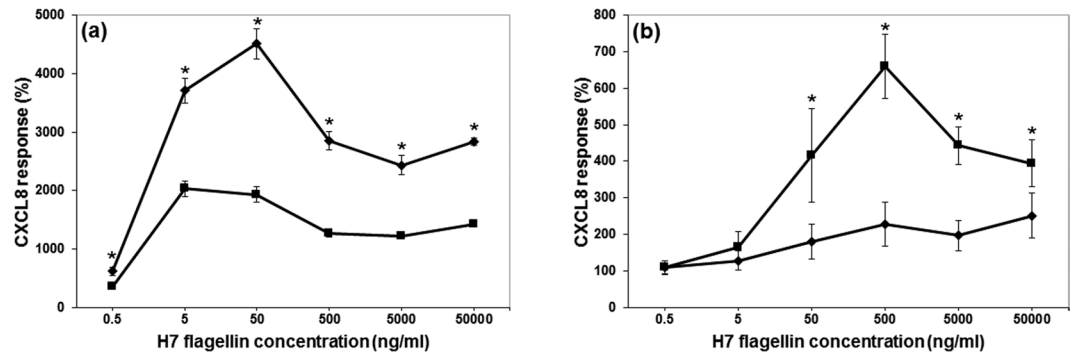 (a)
CXCL8 response (%)
5000
4000
3000
2000
1000
0
* * * * * *
0.5 5 50 500 5000 50000
H7 flagellin concentration (ng/ml)
(b)
CXCL8 response (%)
800
700
600
500
400
300
200
100
0
* * * *
0.5 5 50 500 5000 50000
H7 flagellin concentration (ng/ml)